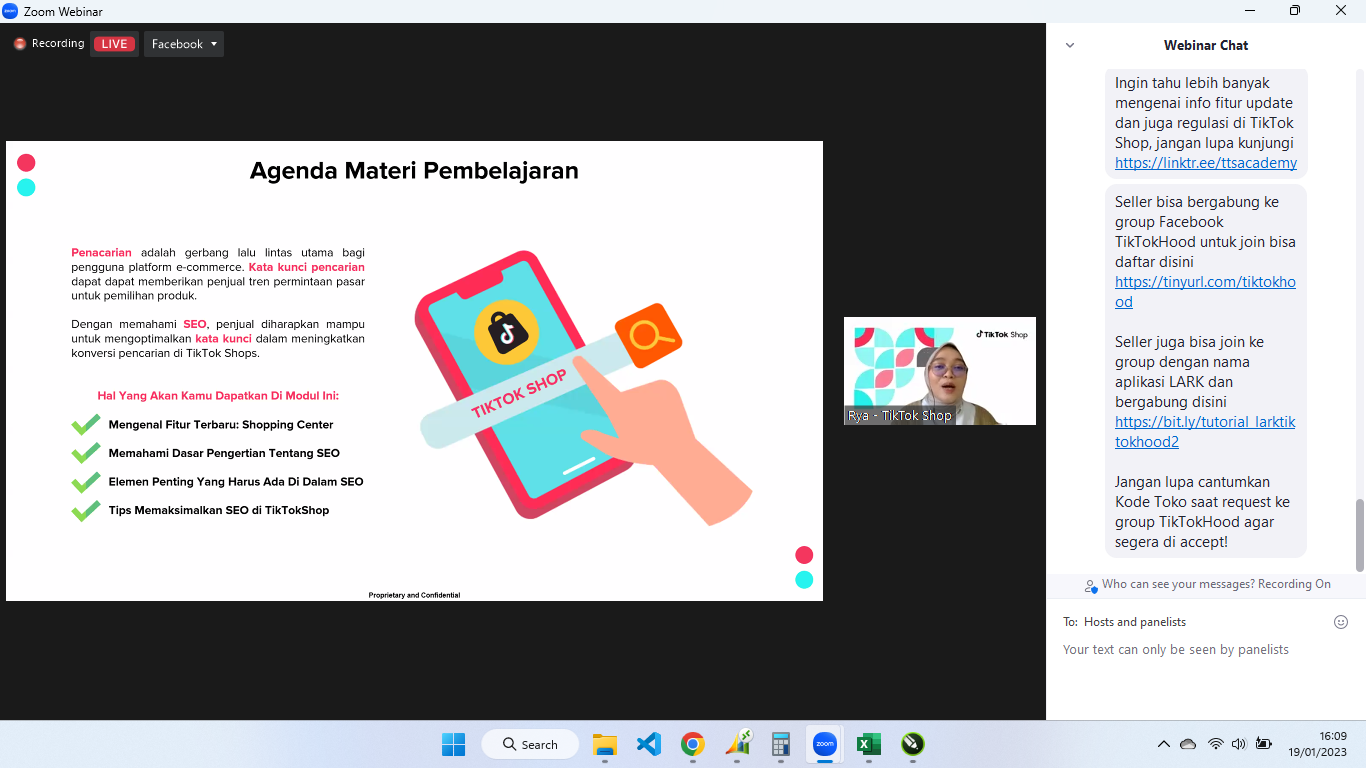 Zoom Webinar
Recording
LIVE
Facebook
Agenda Materi Pembelajaran
Penacarian adalah gerbang lalu lintas utama bagi
pengguna platform e-commerce. Kata kunci pencarian
dapat dapat memberikan penjual tren permintaan pasar
untuk pemilihan produk.
Dengan memahami SEO, penjual diharapkan mampu
untuk mengoptimalkan kata kunci dalam meningkatkan
konversi pencarian di TikTok Shops.
Hal Yang Akan Kamu Dapatkan Di Modul Ini:
Mengenal Fitur Terbaru: Shopping Center
Memahami Dasar Pengertian Tentang SEO
Elemen Penting Yang Harus Ada Di Dalam SEO
Tips Memaksimalkan SEO di TikTokShop
TIKTOK SHOP
Proprietary and Confidential
TikTok Shop
Rya - TikTok Shop
Webinar Chat
Ingin tahu lebih banyak
mengenai info fitur update
dan juga regulasi di TikTok
Shop, jangan lupa kunjungi
https://linktr.ee/ttsacademy
Seller bisa bergabung ke
group Facebook
TikTokHood untuk join bisa
daftar disini
https://tinyurl.com/tiktokho
od
Seller juga bisa join ke
group dengan nama
aplikasi LARK dan
bergabung disini
https://bit.ly/tutorial_larktik
tokhood2
Jangan lupa cantumkan
Kode Toko saat request ke
group TikTokHood agar
segera di accept!
Who can see your messages? Recording On
To: Hosts and panelists
Your text can only be seen by panelists
Search
zoom
16:09
19/01/2023